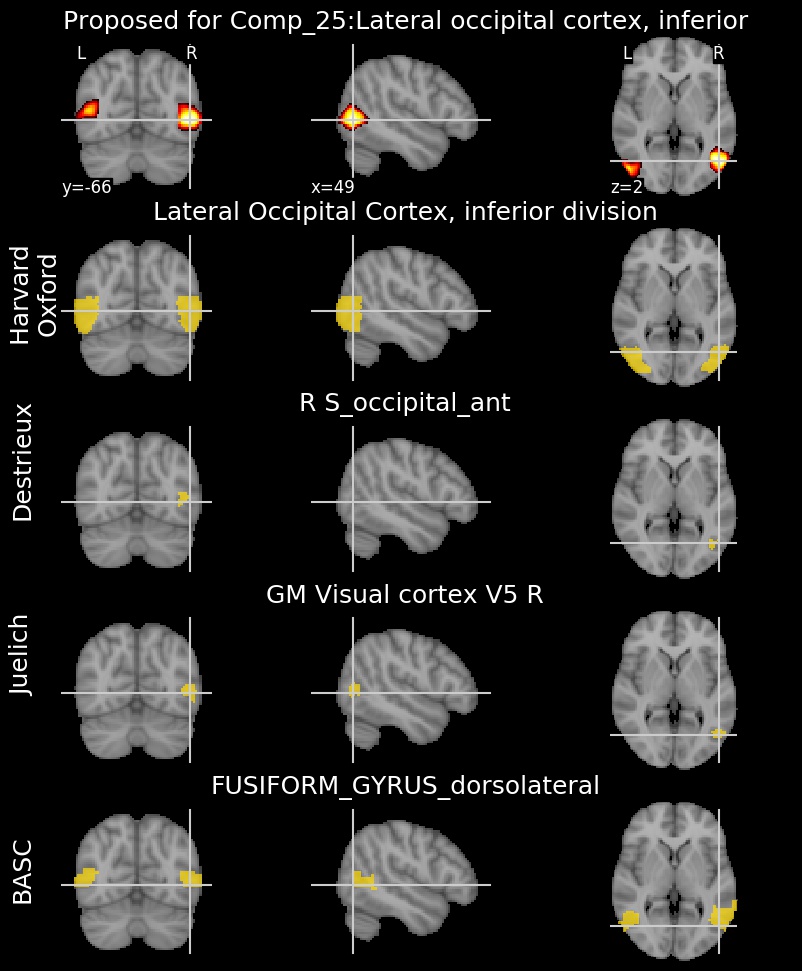 Proposed for Comp_25:Lateral occipital cortex, inferior
L R
L R
y=-66
x=49
z=2
Lateral Occipital Cortex, inferior division
Harvard
Oxford
R S_occipital_ant
Destrieux
GM Visual cortex V5 R
Juelich
FUSIFORM_GYRUS_dorsolateral
BASC